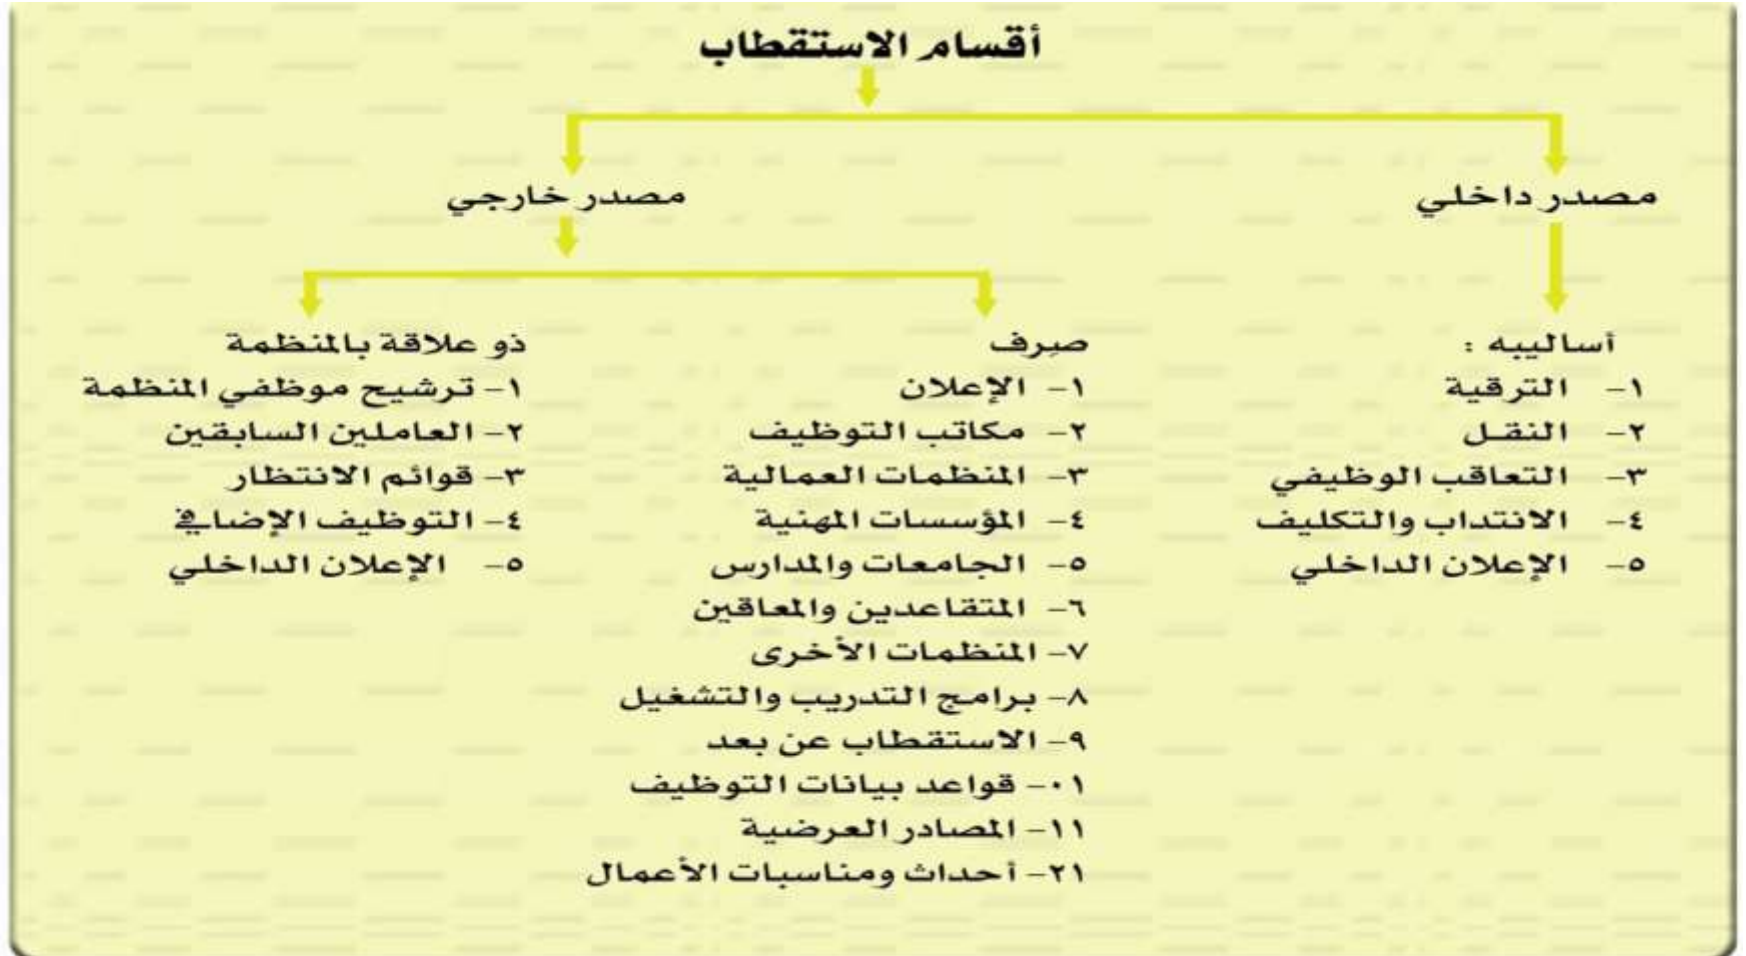 أقسام الاستقطاب
مصدر داخلي
أساليبه :
١- الترقية
٢- النقل
٣- التعاقب الوظيفي
٤- الانتداب والتكليف
٥- الإعلان الداخلي
مصدر خارجي
صرف
١- الإعلان
٢- مكاتب التوظيف
٣- المنظمات العمالية
٤- المؤسسات المهنية
٥- الجامعات والمدارس
٦- المتقاعدين والمعاقين
٧- المنظمات الأخرى
٨- برامج التدريب والتشغيل
٩- الاستقطاب عن بعد
٠١- قواعد بيانات التوظيف
١١- المصادر العرضية
٢١- أحداث ومناسبات الأعمال
ذو علاقة بالمنظمة
١- ترشيح موظفي المنظمة
٢- العاملين السابقين
٣- قوائم الانتظار
٤- التوظيف الإضافي
٥- الإعلان الداخلي